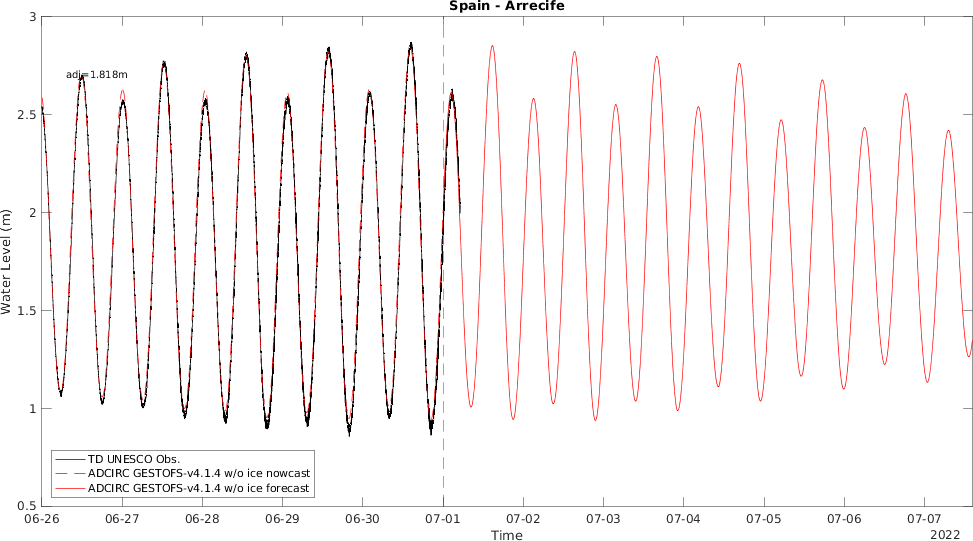 Spain - Arrecife
3
adj=1.818m
2.5
2
Water Level (m)
1.5
1
TD UNESCO Obs.
ADCIRC GESTOFS-v4.1.4 w/o ice nowcast
ADCIRC GESTOFS-v4.1.4 w/o ice forecast
0.5
06-26 06-27 06-28 06-29 06-30 07-01 07-02 07-03 07-04 07-05 07-06 07-07
Time
2022